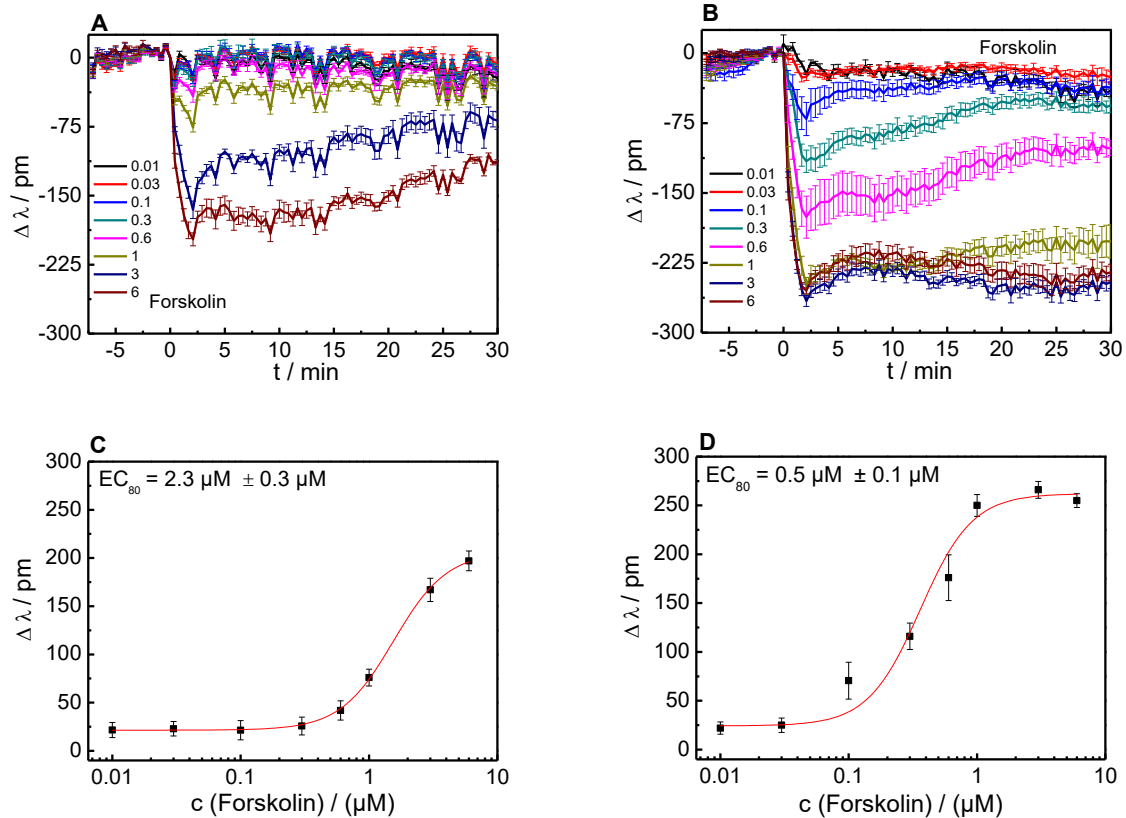 A
0
-75
-150
-225
-300
Δ λ / pm
0.01
0.03
0.1
0.3
0.6
1
3
6
Forskolin
-5 0 5 10 15 20 25 30
t / min
B
Forskolin
0
-75
-150
-225
-300
Δ λ / pm
0.01
0.03
0.1
0.3
0.6
1
3
6
-5 0 5 10 15 20 25 30
t / min
C
EC₈₀ = 2.3 µM ± 0.3 µM
300
250
200
150
100
50
0
Δ λ / pm
0.01 0.1 1 10
c (Forskolin) / (µM)
D
EC₈₀ = 0.5 µM ± 0.1 µM
300
250
200
150
100
50
0
Δ λ / pm
0.01 0.1 1 10
c (Forskolin) / (µM)